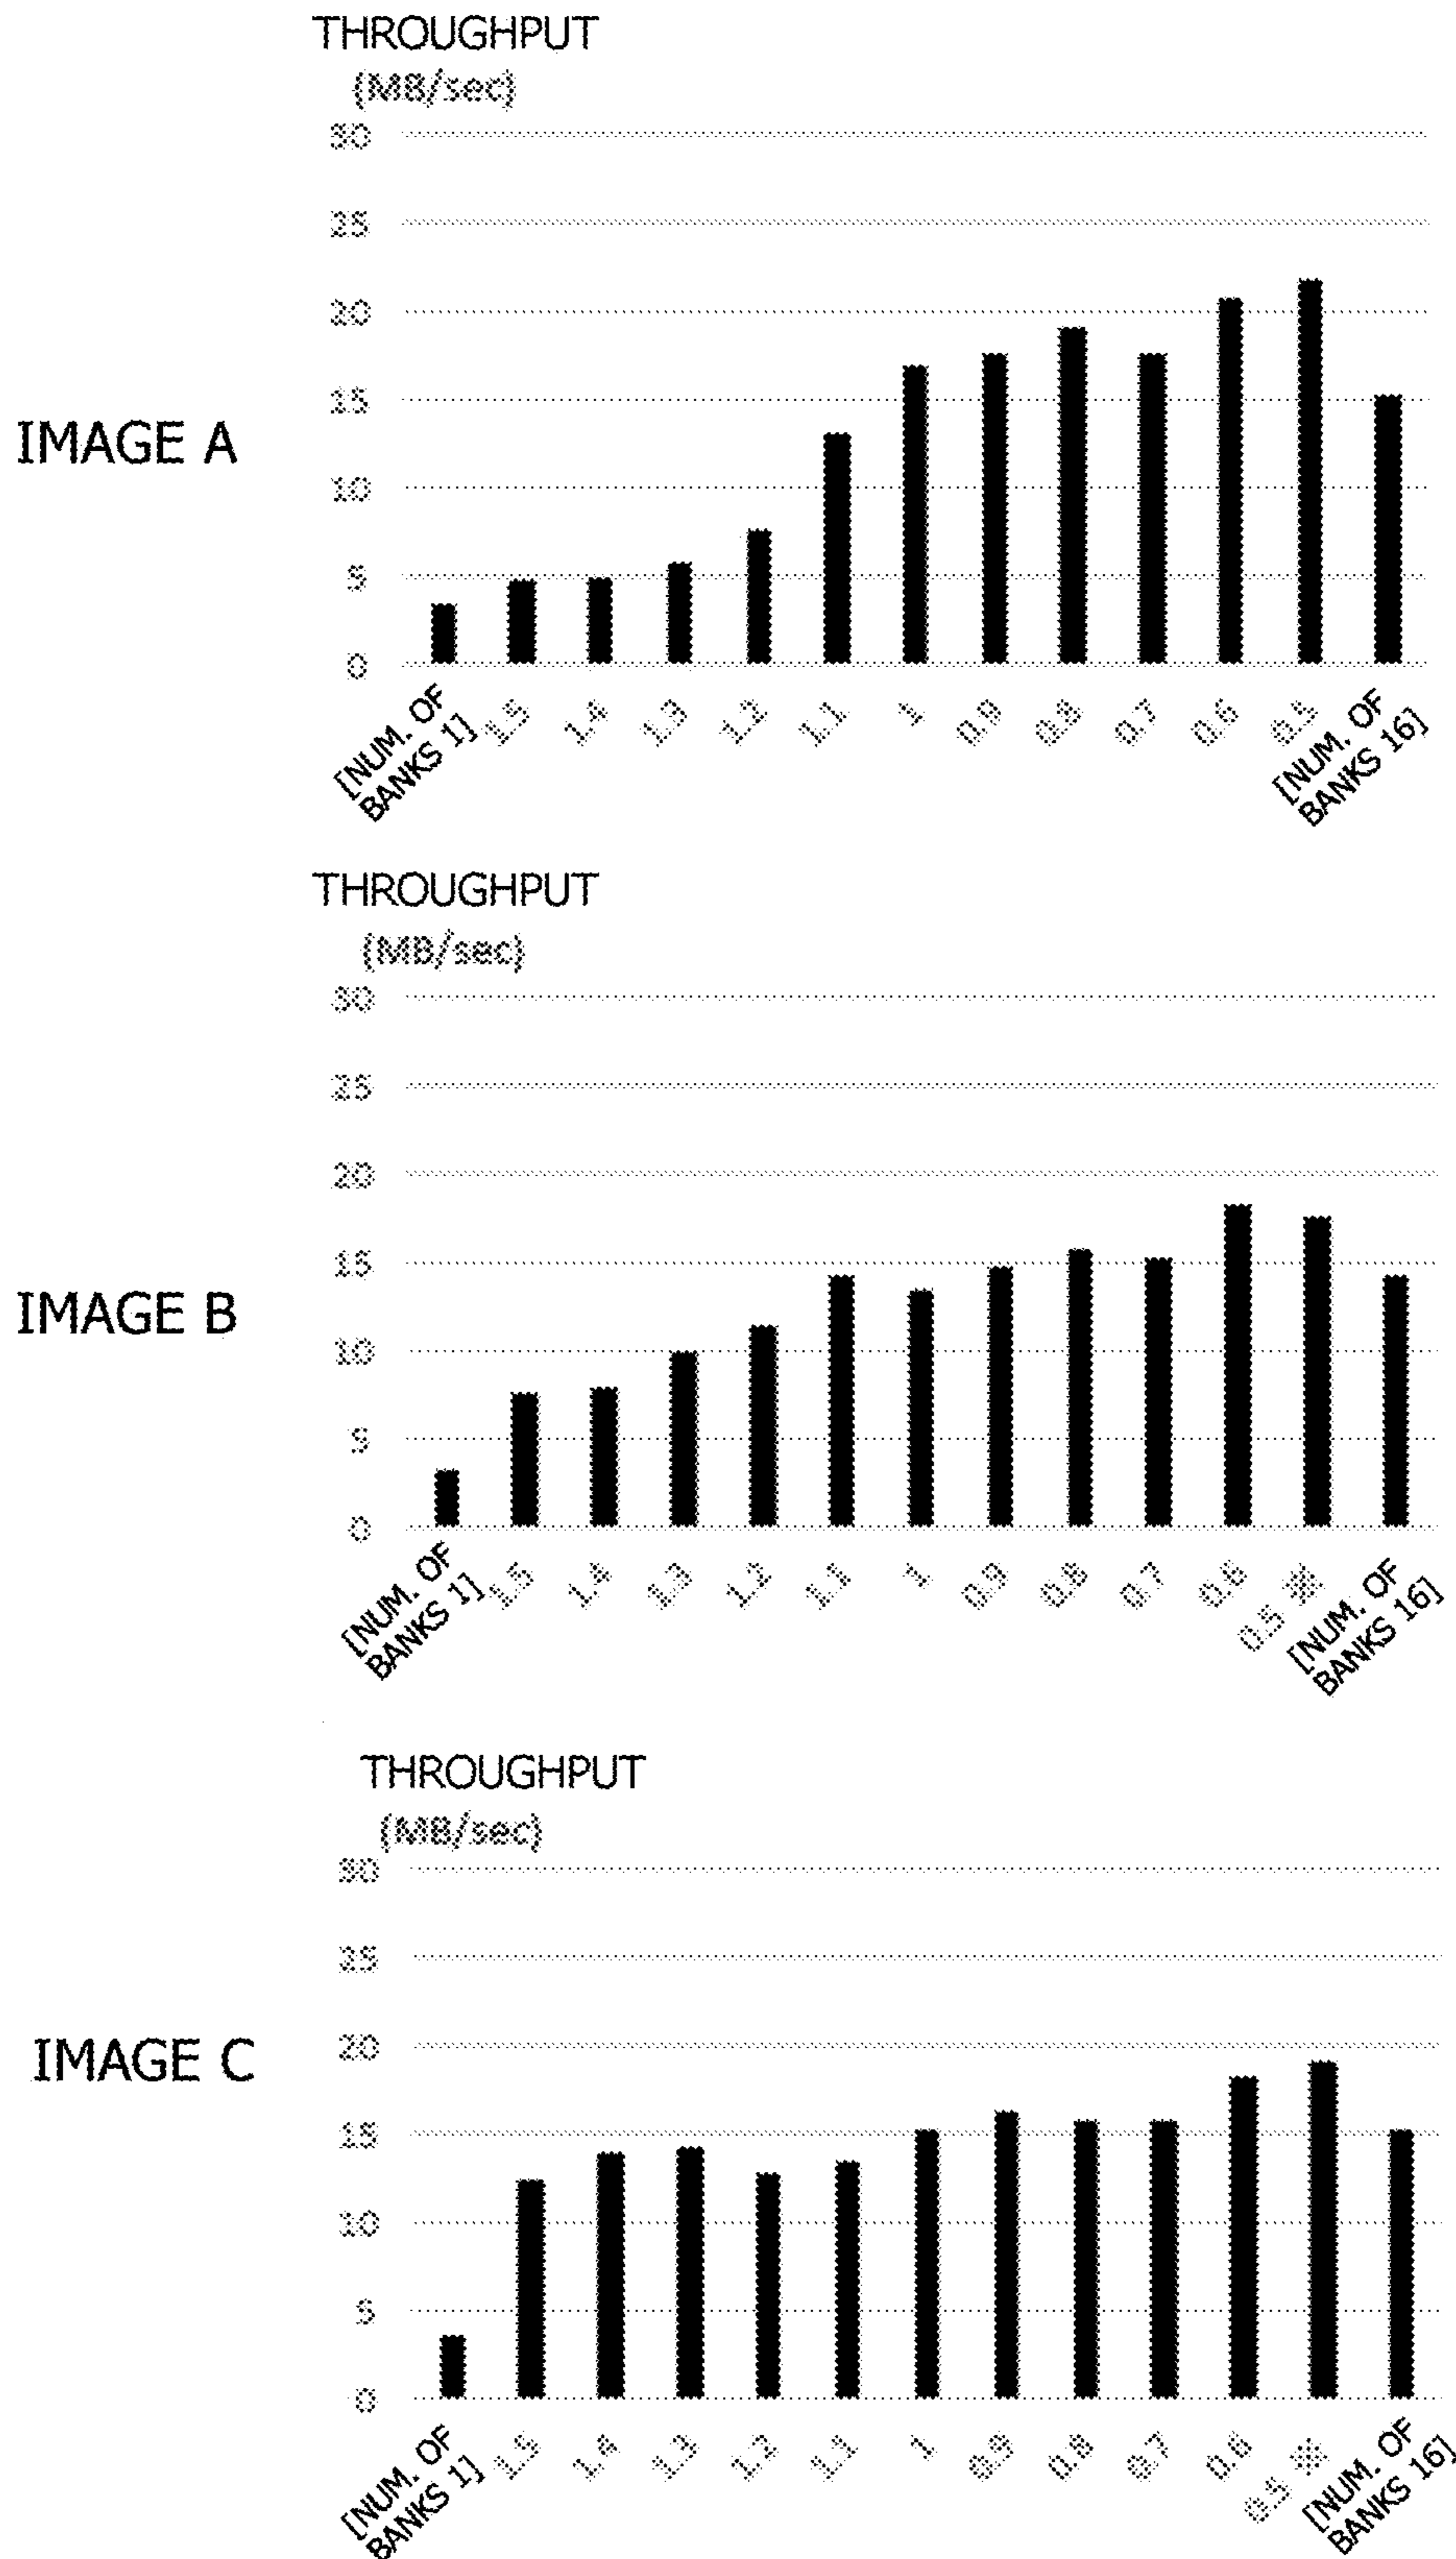 THROUGHPUT
(MB/sec)
30
25
20
15
10
5
0
IMAGE A
[NUM. OF
BANKS 1]
1.5
1.4
1.3
1.2
1.1
1
0.9
0.8
0.7
0.6
0.5
[NUM. OF
BANKS 16]
THROUGHPUT
(MB/sec)
30
25
20
15
10
5
0
IMAGE B
[NUM. OF
BANKS 1]
1.5
1.4
1.3
1.2
1.1
1
0.9
0.8
0.7
0.6
0.5 ※
[NUM. OF
BANKS 16]
THROUGHPUT
(MB/sec)
30
25
20
15
10
5
0
IMAGE C
[NUM. OF
BANKS 1]
1.5
1.4
1.3
1.2
1.1
1
0.9
0.8
0.7
0.6
0.5 ※
[NUM. OF
BANKS 16]